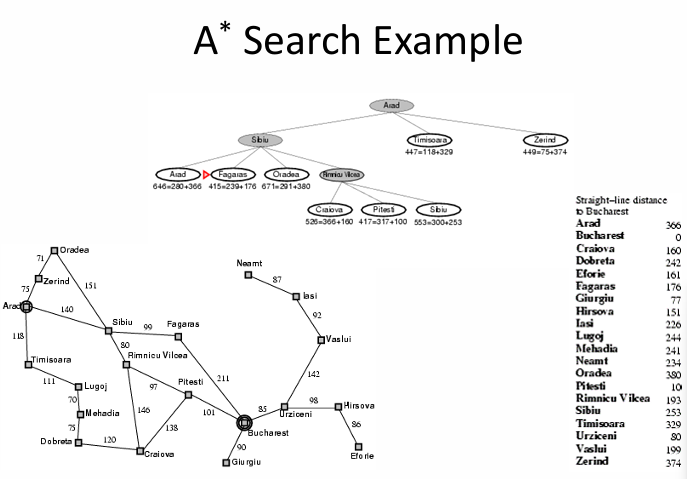 A* Search Example
Arad
Sibiu
Timisoara
Zerind
447=118+329
449=75+374
Arad
Fagaras
Oradea
Rimnicu Vilcea
646=280+366
415=239+176
671=291+380
Craiova
Pitesti
Sibiu
526=366+160
417=317+100
553=300+253
Straight–line distance
to Bucharest
Arad 366
Bucharest 0
Craiova 160
Dobreta 242
Eforie 161
Fagaras 176
Giurgiu 77
Hirsova 151
Iasi 226
Lugoj 244
Mehadia 241
Neamt 234
Oradea 380
Pitesti 10
Rimnicu Vilcea 193
Sibiu 253
Timisoara 329
Urziceni 80
Vaslui 199
Zerind 374
Oradea
71
Zerind
75
151
Arad
140
Sibiu
99
Fagaras
118
80
Timisoara
Rimnicu Vilcea
111
Lugoj
97
Pitesti
211
70
Mehadia
146
101
75
138
Dobreta
120
Craiova
Neamt
87
Iasi
92
Vaslui
142
98
Hirsova
85
Urziceni
86
Bucharest
90
Eforie
Giurgiu